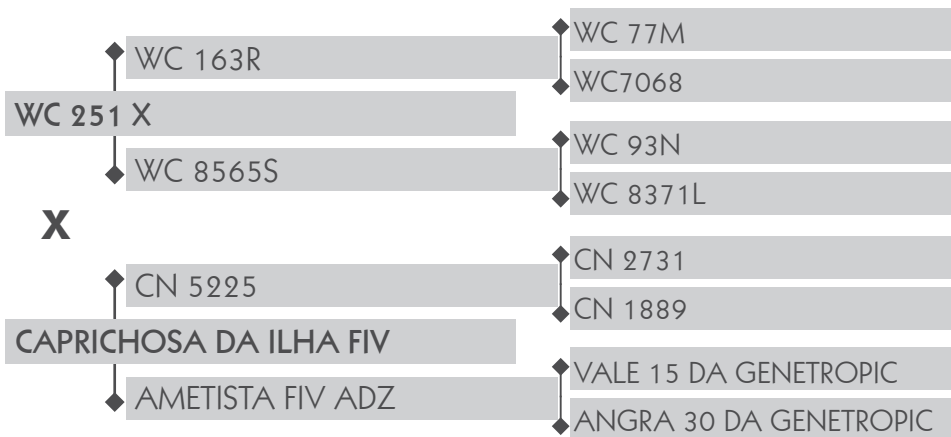 WC 77M
WC 163R
WC7068
WC 251 X
WC 93N
WC 8565S
WC 8371L
X
CN 2731
CN 5225
CN 1889
CAPRICHOSA DA ILHA FIV
VALE 15 DA GENETROPIC
AMETISTA FIV ADZ
ANGRA 30 DA GENETROPIC